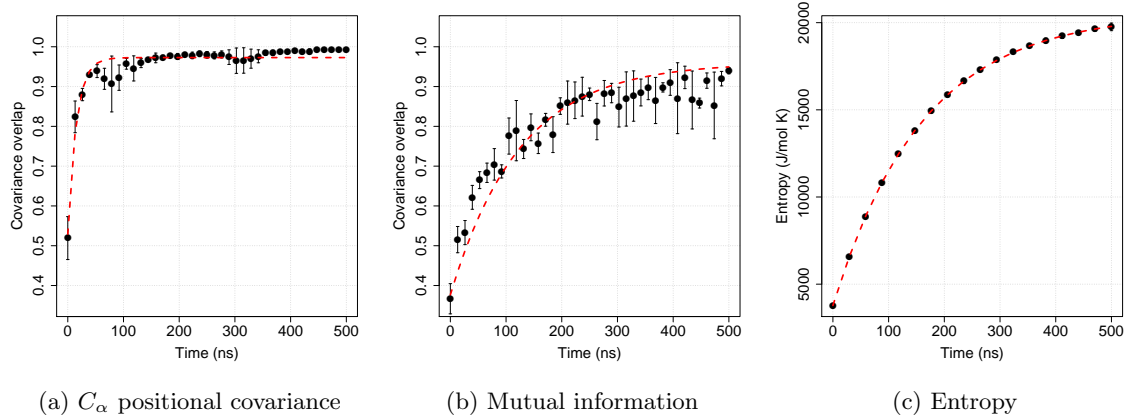 Covariance overlap
0.4 0.5 0.6 0.7 0.8 0.9 1.0
0 100 200 300 400 500
Time (ns)
(a) Cα positional covariance
Covariance overlap
0.4 0.5 0.6 0.7 0.8 0.9 1.0
0 100 200 300 400 500
Time (ns)
(b) Mutual information
Entropy (J/mol K)
5000 10000 15000 20000
0 100 200 300 400 500
Time (ns)
(c) Entropy